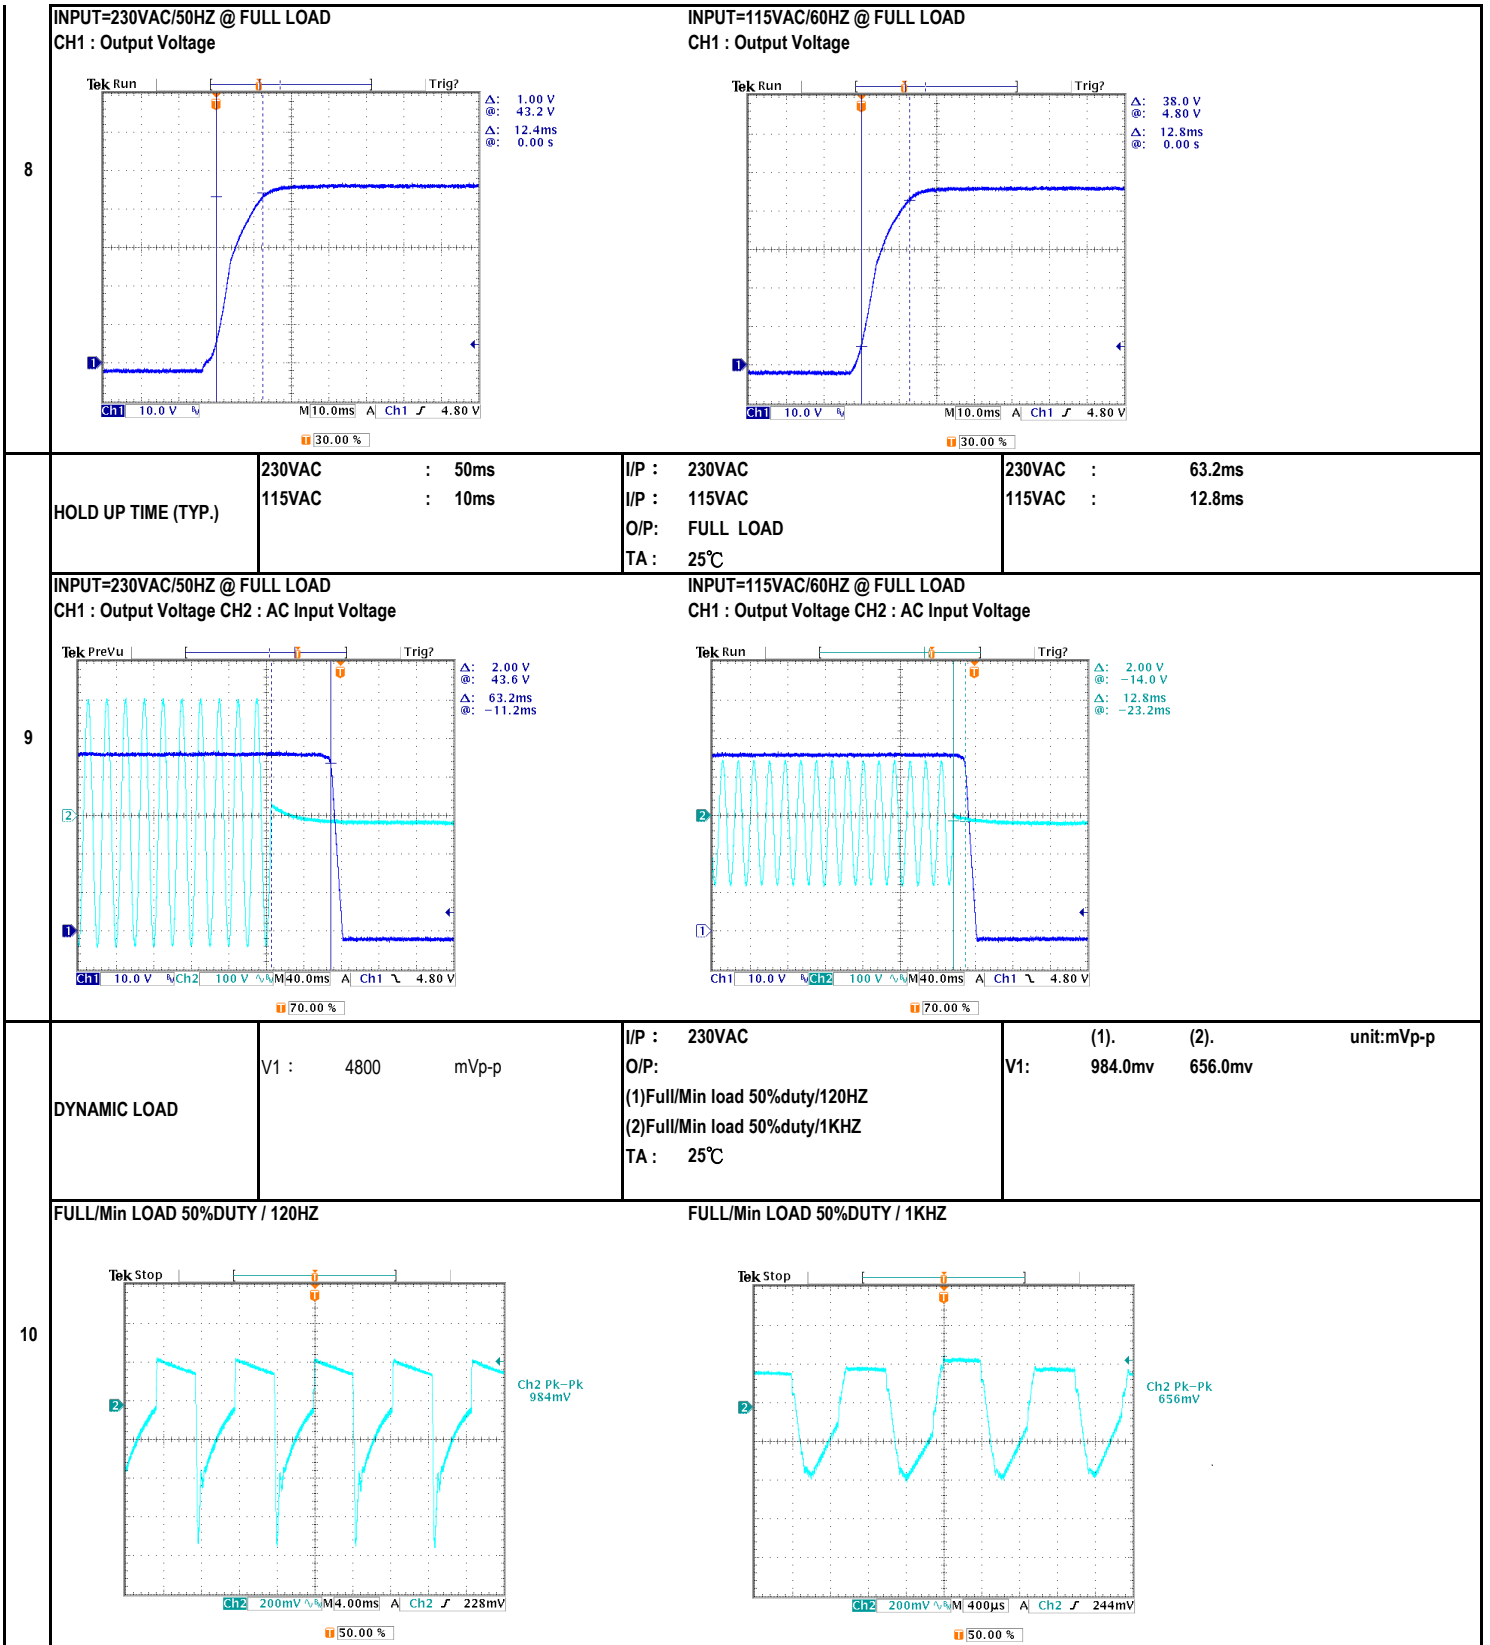 INPUT=230VAC/50HZ @ FULL LOAD
CH1 : Output Voltage
INPUT=115VAC/60HZ @ FULL LOAD
CH1 : Output Voltage
8
Tek Run
Trig?
Δ: 1.00 V
@: 43.2 V
Δ: 12.4ms
@: 0.00 s
1
Ch1 10.0 V M 10.0ms A Ch1 4.80 V
T 30.00 %
Tek Run
Trig?
Δ: 38.0 V
@: 4.80 V
Δ: 12.8ms
@: 0.00 s
1
Ch1 10.0 V M 10.0ms A Ch1 4.80 V
T 30.00 %
HOLD UP TIME (TYP.)
230VAC : 50ms
115VAC : 10ms
I/P : 230VAC
I/P : 115VAC
O/P: FULL LOAD
TA : 25℃
230VAC : 63.2ms
115VAC : 12.8ms
9
INPUT=230VAC/50HZ @ FULL LOAD
CH1 : Output Voltage CH2 : AC Input Voltage
INPUT=115VAC/60HZ @ FULL LOAD
CH1 : Output Voltage CH2 : AC Input Voltage
Tek PreVu
Trig?
Δ: 2.00 V
@: 43.6 V
Δ: 63.2ms
@: −11.2ms
2
1
Ch1 10.0 V Ch2 100 V M 40.0ms A Ch1 4.80 V
T 70.00 %
Tek Run
Trig?
Δ: 2.00 V
@: −14.0 V
Δ: 12.8ms
@: −23.2ms
2
1
Ch1 10.0 V Ch2 100 V M 40.0ms A Ch1 4.80 V
T 70.00 %
DYNAMIC LOAD
V1 : 4800 mVp-p
I/P : 230VAC
O/P:
(1)Full/Min load 50%duty/120HZ
(2)Full/Min load 50%duty/1KHZ
TA : 25℃
(1). (2). unit:mVp-p
V1: 984.0mv 656.0mv
10
FULL/Min LOAD 50%DUTY / 120HZ
FULL/Min LOAD 50%DUTY / 1KHZ
Tek Stop
Ch2 Pk−Pk
984mV
2
Ch2 200mV M 4.00ms A Ch2 228mV
T 50.00 %
Tek Stop
Ch2 Pk−Pk
656mV
2
Ch2 200mV M 400µs A Ch2 244mV
T 50.00 %